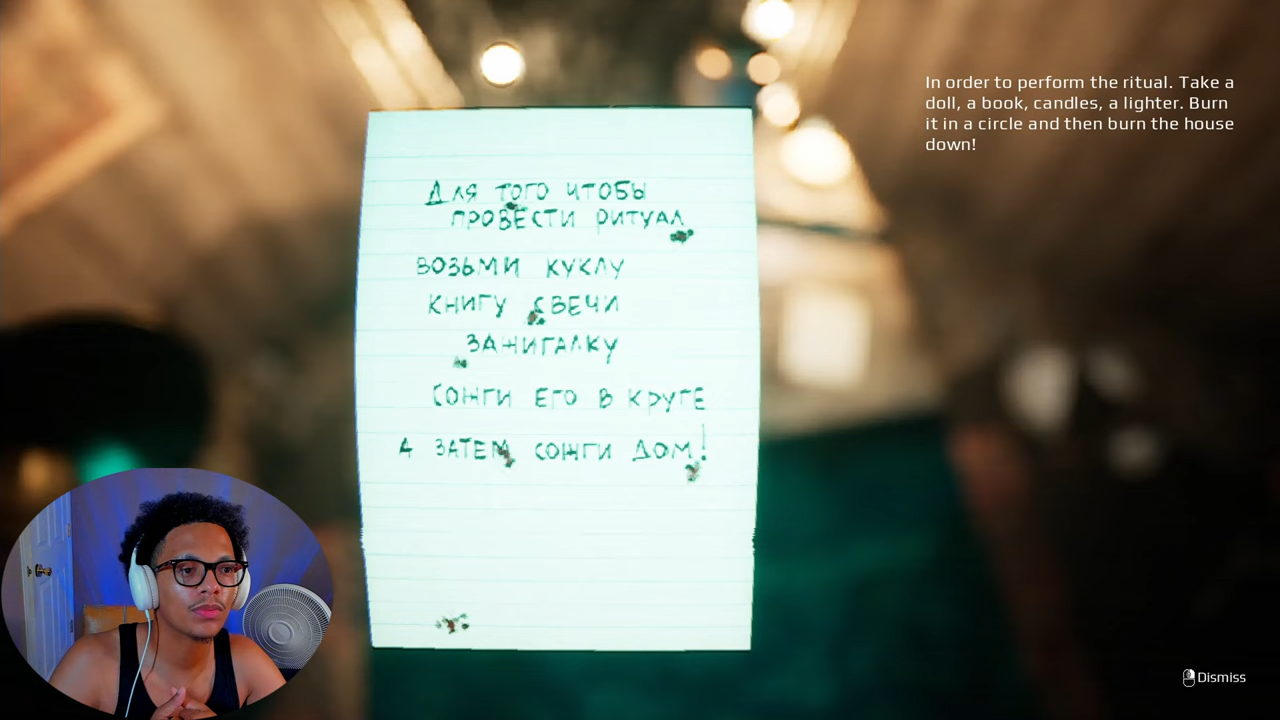 Для того чтобы
провести ритуал
возьми куклу
книгу свечи
зажигалку
сожги его в круге
а затем сожги дом!
In order to perform the ritual. Take a
doll, a book, candles, a lighter. Burn
it in a circle and then burn the house
down!
Dismiss